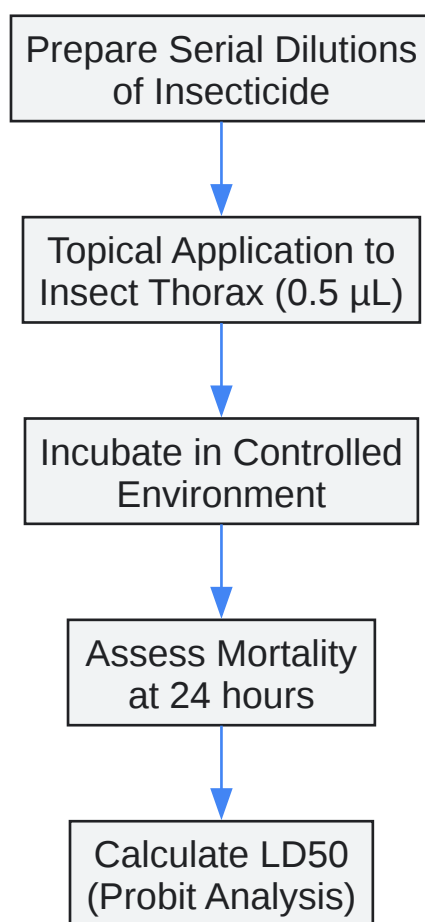 Prepare Serial Dilutions
of Insecticide
Topical Application to
Insect Thorax (0.5 µL)
Incubate in Controlled
Environment
Assess Mortality
at 24 hours
Calculate LD50
(Probit Analysis)